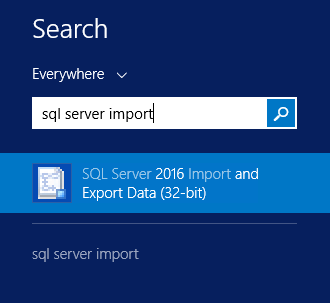 Search
Everywhere
sql server import
SQL Server 2016 Import and
Export Data (32-bit)
sql server import